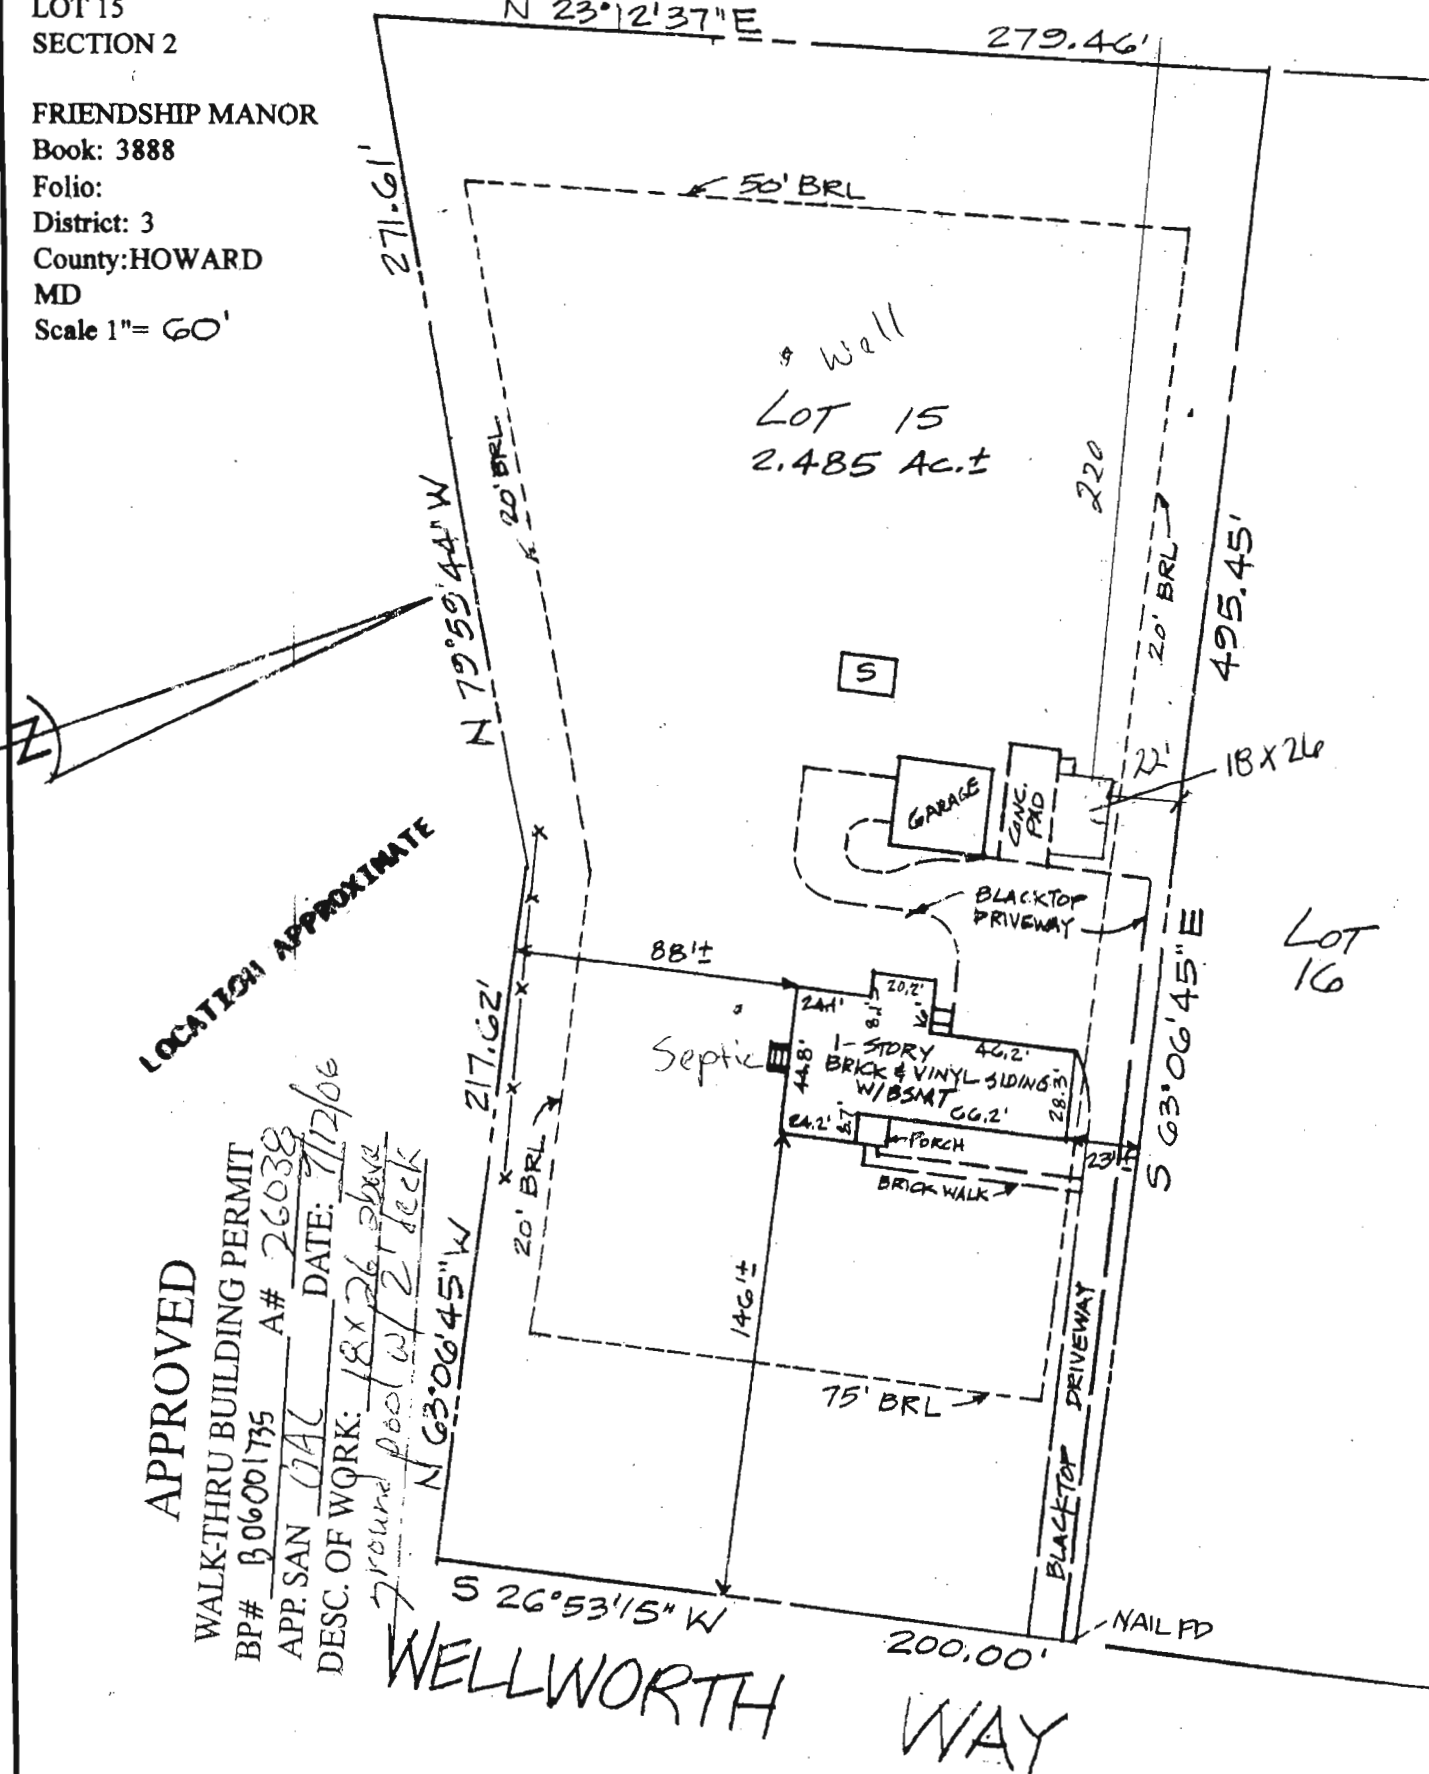 LOT 15
SECTION 2
FRIENDSHIP MANOR
Book: 3888
Folio:
District: 3
County:HOWARD
MD
Scale 1"= 60'
N 23°12'37"E
279.46'
271.61'
50' BRL
Well
LOT 15
2.485 AC.±
20' BRL
220
20' BRL
495.45'
N 79°59'44"W
N
S
22'
18 X 26
GARAGE
CONC.
PAD
BLACKTOP
DRIVEWAY
LOCATION APPROXIMATE
LOT
16
88'±
24.1'
8.1'
20.2'
16'
46.2'
Septic
44.8'
1-STORY
BRICK & VINYL SIDING
W/BSMT
28.3'
24.2'
8.7'
66.2'
PORCH
BRICK WALK
23'±
S 63°06'45"E
217.62'
20' BRL
146'±
75' BRL
N 63°06'45"W
BLACKTOP DRIVEWAY
NAIL FD
S 26°53'15" W
200.00'
WELLWORTH WAY
APPROVED
WALK-THRU BUILDING PERMIT
BP# B06001735 A# 26038
APP. SAN DATE: 7/12/06
DESC. OF WORK: 18x26 above
ground pool w/ 2' deck